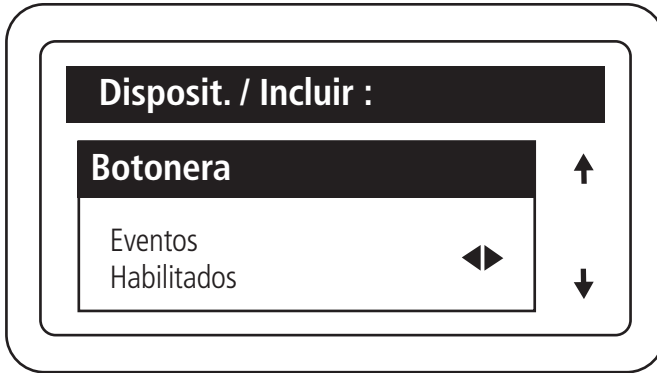 Disposit. / Incluir :
Botonera
Eventos
Habilitados